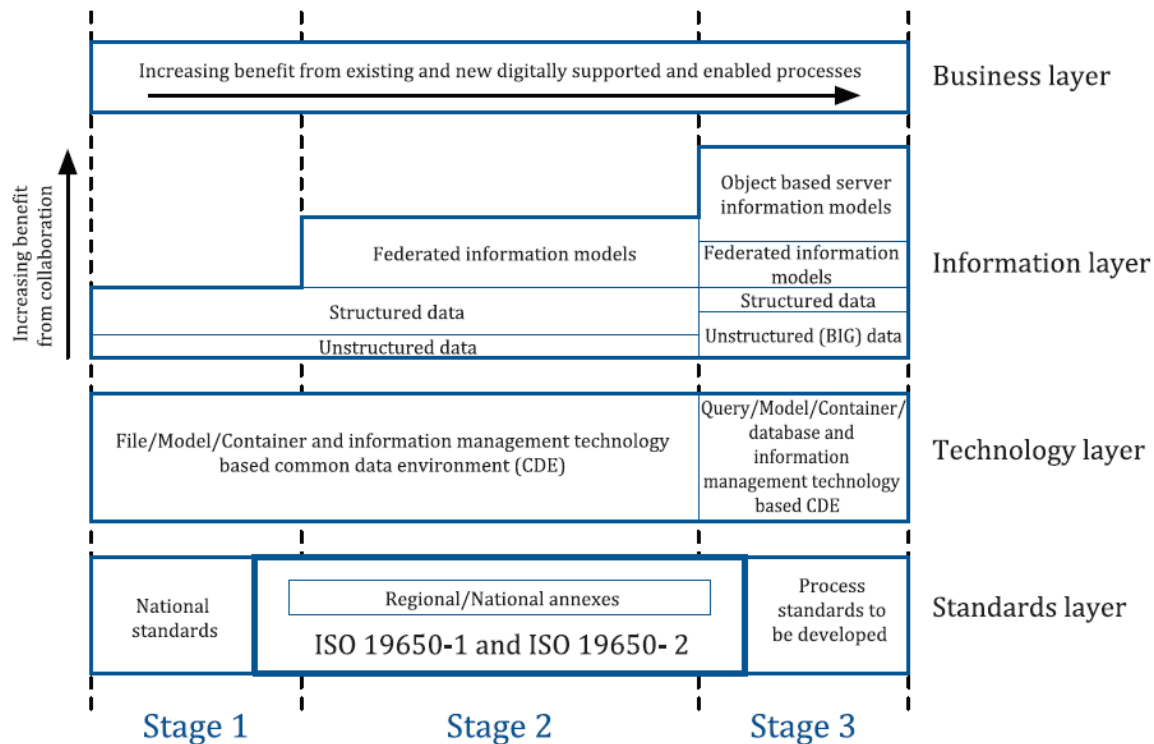 Increasing benefit from existing and new digitally supported and enabled processes
Business layer
Increasing benefit
from collaboration
Object based server
information models
Federated information models
Federated information
models
Information layer
Structured data
Structured data
Unstructured data
Unstructured (BIG) data
File/Model/Container and information management technology
based common data environment (CDE)
Query/Model/Container/
database and
information
management technology
based CDE
Technology layer
National
standards
Regional/National annexes
ISO 19650-1 and ISO 19650- 2
Process
standards to
be developed
Standards layer
Stage 1
Stage 2
Stage 3